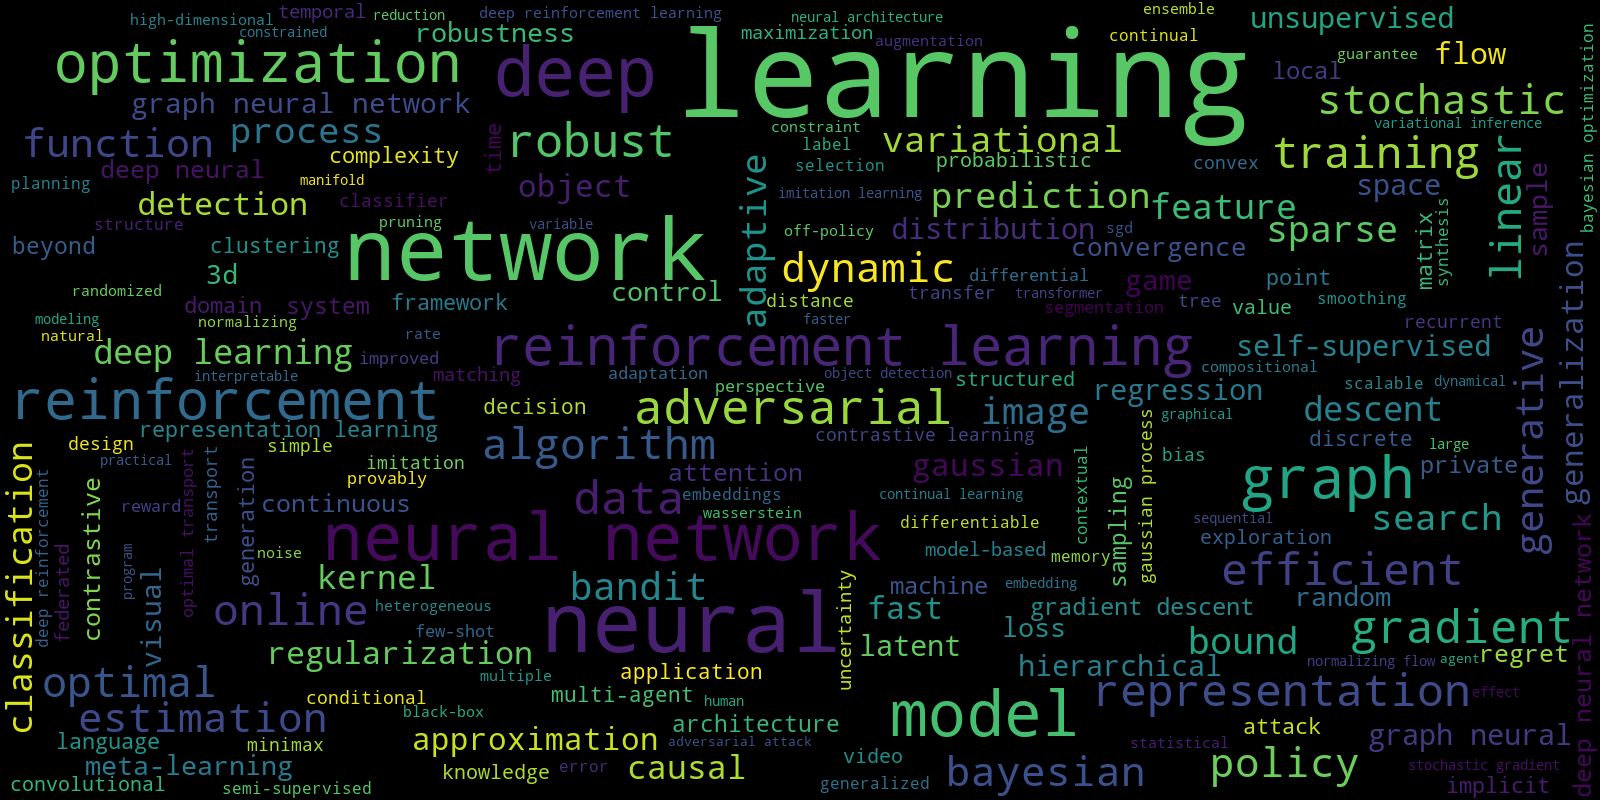 high-dimensional
temporal
reduction
deep reinforcement learning
neural architecture
ensemble
unsupervised
constrained
robustness
learning
maximization
augmentation
continual
guarantee
flow
optimization
deep
local
bayesian optimization
graph neural network
stochastic
function
process
robust
constraint
variational
variational inference
label
training
complexity
time
deep neural
selection
probabilistic
convex
linear
planning
manifold
object
adaptive
imitation learning
prediction
space
sample
detection
classifier
feature
structure
pruning
variable
off-policy
distribution
sgd
sparse
matrix
synthesis
beyond
clustering
network
convergence
3d
dynamic
differential
point
randomized
control
transfer
transformer
game
domain
system
framework
distance
segmentation
tree
value
smoothing
modeling
normalizing
faster
recurrent
natural
rate
reinforcement learning
self-supervised
generative
generalization
deep learning
improved
interpretable
matching
adaptation
object detection
structured
compositional
reinforcement
perspective
regression
scalable
dynamical
decision
adversarial
image
graphical
descent
representation learning
algorithm
contrastive learning
discrete
large
design
simple
practical
imitation
attention
gaussian
bias
private
classification
provably
contextual
gaussian process
graph
deep reinforcement
contrastive
reward
optimal transport
transport
generation
continuous
data
embeddings
continual learning
sampling
wasserstein
sequential
search
neural network
differentiable
exploration
federated
program
visual
noise
model-based
memory
kernel
bandit
uncertainty
machine
embedding
efficient
deep neural network
online
heterogeneous
neural
fast
gradient descent
random
few-shot
loss
gradient
regularization
latent
bound
optimal
multiple
application
hierarchical
normalizing flow
agent
regret
conditional
multi-agent
human
model
representation
effect
estimation
black-box
architecture
attack
language
minimax
approximation
adversarial attack
statistical
graph neural
meta-learning
knowledge
error
causal
video
bayesian
policy
stochastic gradient
convolutional
semi-supervised
generalized
implicit